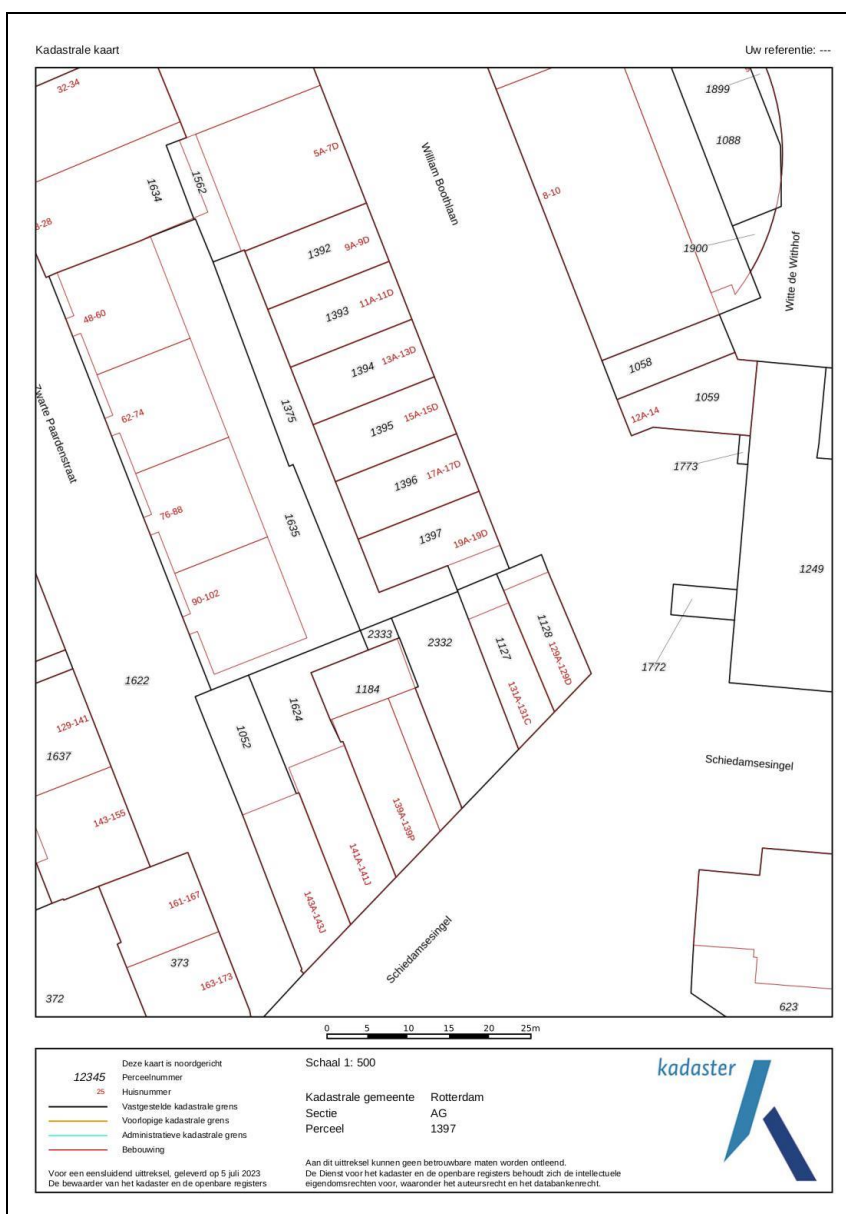 Kadastrale kaart
Uw referentie: ---
32-34
1899
1088
5A-7D
William Boothlaan
1634
1562
8-10
1392
9A-9D
1900
Witte de Withhof
1393
11A-11D
48-60
1394
13A-13D
1058
1059
Zwarte Paardenstraat
62-74
1375
1395
15A-15D
12A-14
1396
17A-17D
1773
76-88
1635
1397
19A-19D
1249
90-102
2333
2332
1127
1128
129A-129D
1772
1622
1184
131A-131C
1624
1052
129-141
1637
Schiedamsesingel
143-155
139A-139P
141A-141J
161-167
143A-143J
Schiedamsesingel
373
163-173
372
623
0 5 10 15 20 25m
Deze kaart is noordgericht
12345 Perceelnummer
25 Huisnummer
Vastgestelde kadastrale grens
Voorlopige kadastrale grens
Administratieve kadastrale grens
Bebouwing
Voor een eensluidend uittreksel, geleverd op 5 juli 2023
De bewaarder van het kadaster en de openbare registers
Schaal 1: 500
Kadastrale gemeente Rotterdam
Sectie AG
Perceel 1397
Aan dit uittreksel kunnen geen betrouwbare maten worden ontleend.
De Dienst voor het kadaster en de openbare registers behoudt zich de intellectuele
eigendomsrechten voor, waaronder het auteursrecht en het databankenrecht.
kadaster